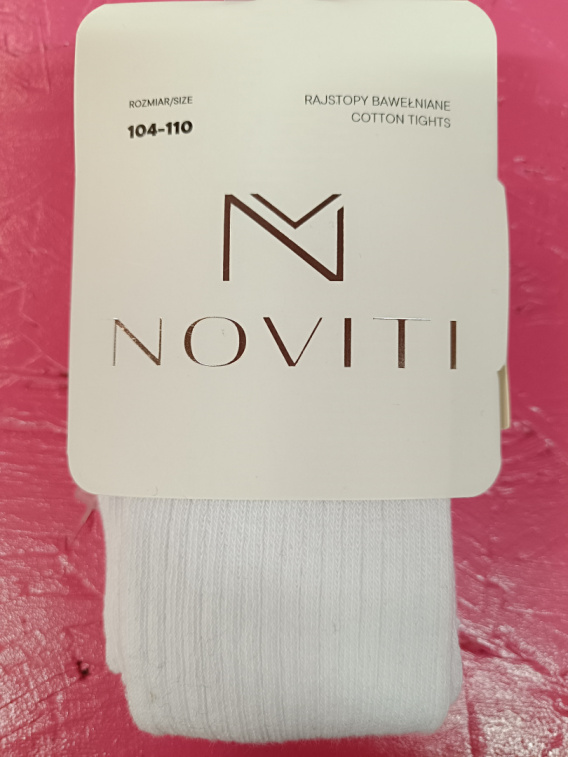 ROZMIAR/SIZE
104-110
RAJSTOPY BAWEŁNIANE
COTTON TIGHTS
NOVITI